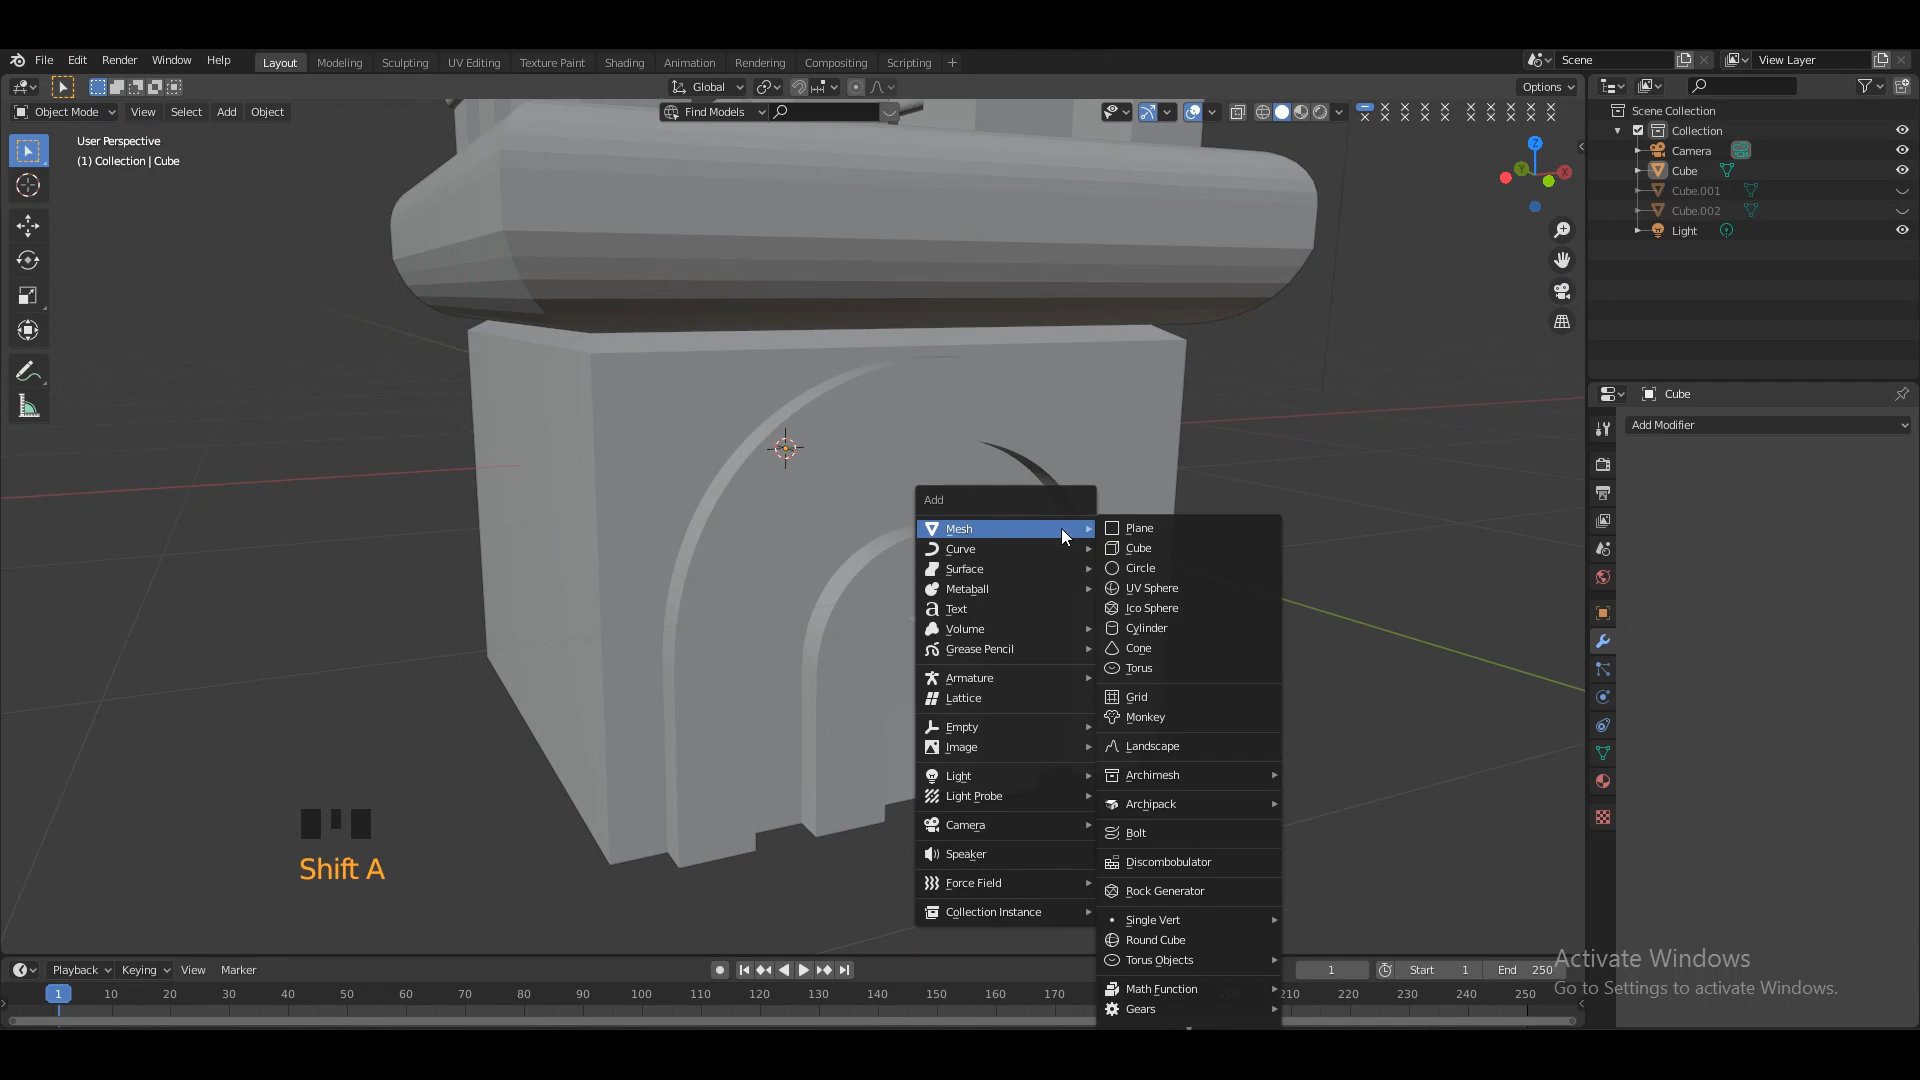 File Edit Render Window Help Layout Modeling Sculpting UV Editing Texture Paint Shading Animation Rendering Compositing Scripting + Scene View Layer
Global Options
Object Mode View Select Add Object Find Models
User Perspective
(1) Collection | Cube
X
Y
Z
Scene Collection
Collection
Camera
Cube
Cube.001
Cube.002
Light
Cube
Add Modifier
Add
Mesh
Curve
Surface
Metaball
Text
Volume
Grease Pencil
Armature
Lattice
Empty
Image
Light
Light Probe
Camera
Speaker
Force Field
Collection Instance
Plane
Cube
Circle
UV Sphere
Ico Sphere
Cylinder
Cone
Torus
Grid
Monkey
Landscape
Archimesh
Archipack
Bolt
Discombobulator
Rock Generator
Single Vert
Round Cube
Torus Objects
Math Function
Gears
Shift A
Activate Windows
Go to Settings to activate Windows.
Playback Keying View Marker 1 Start 1 End 250
1 10 20 30 40 50 60 70 80 90 100 110 120 130 140 150 160 170 210 220 230 240 250